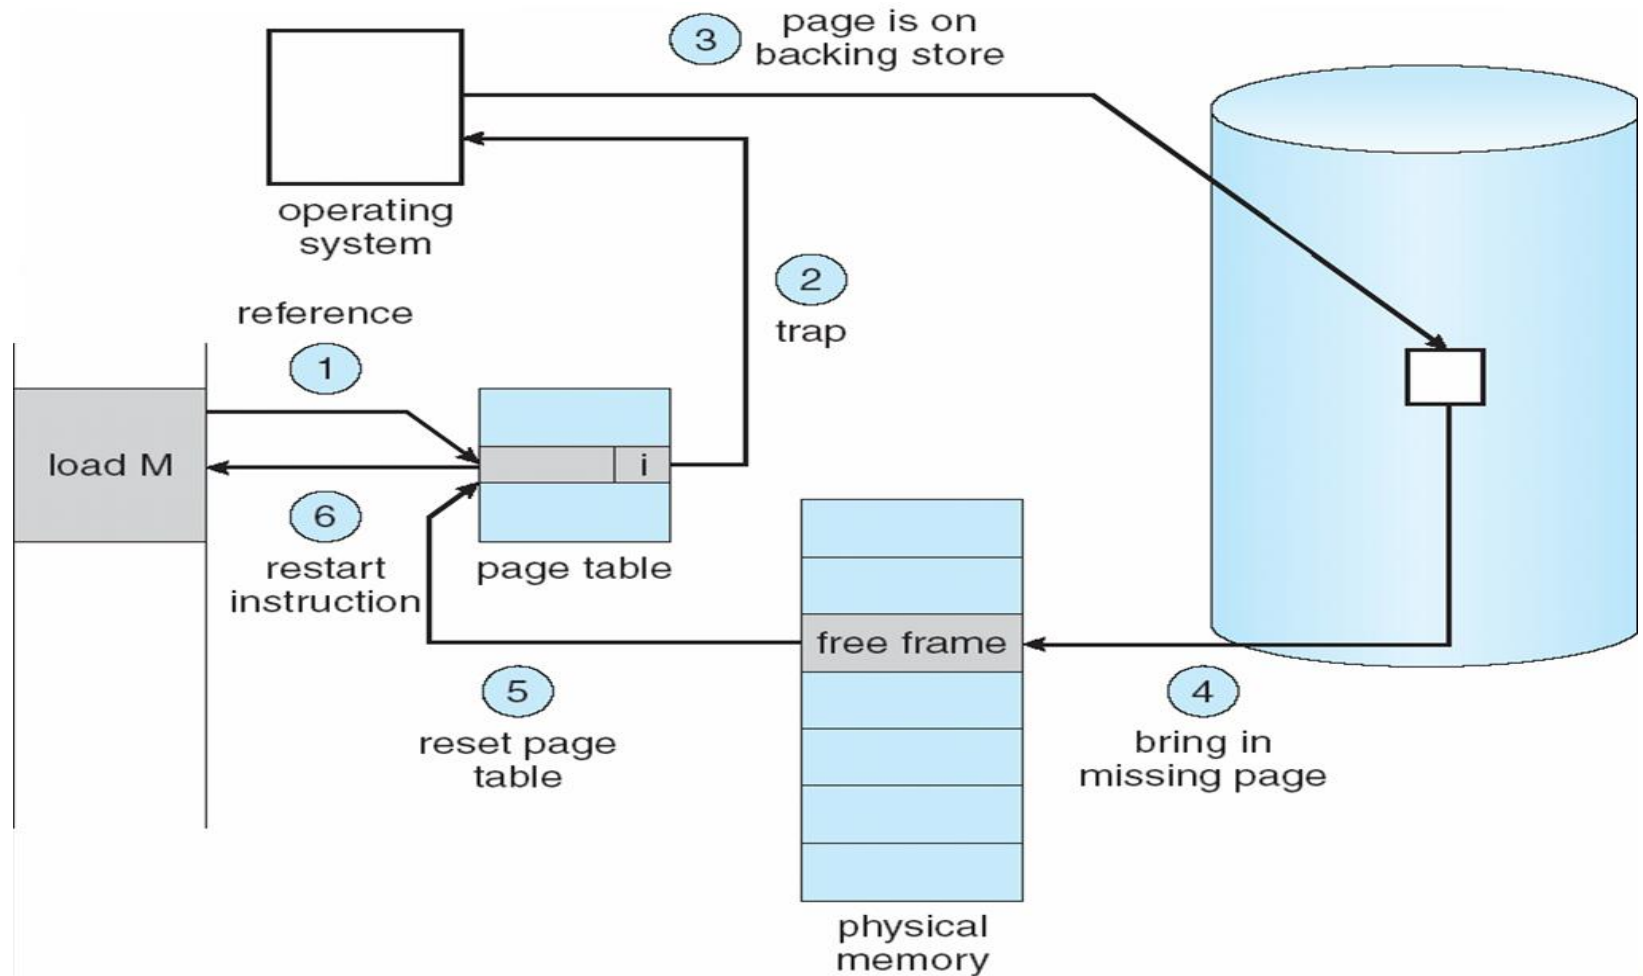 3
page is on
backing store
operating
system
reference
1
2
trap
load M
i
6
restart
instruction
page table
free frame
5
reset page
table
4
bring in
missing page
physical
memory